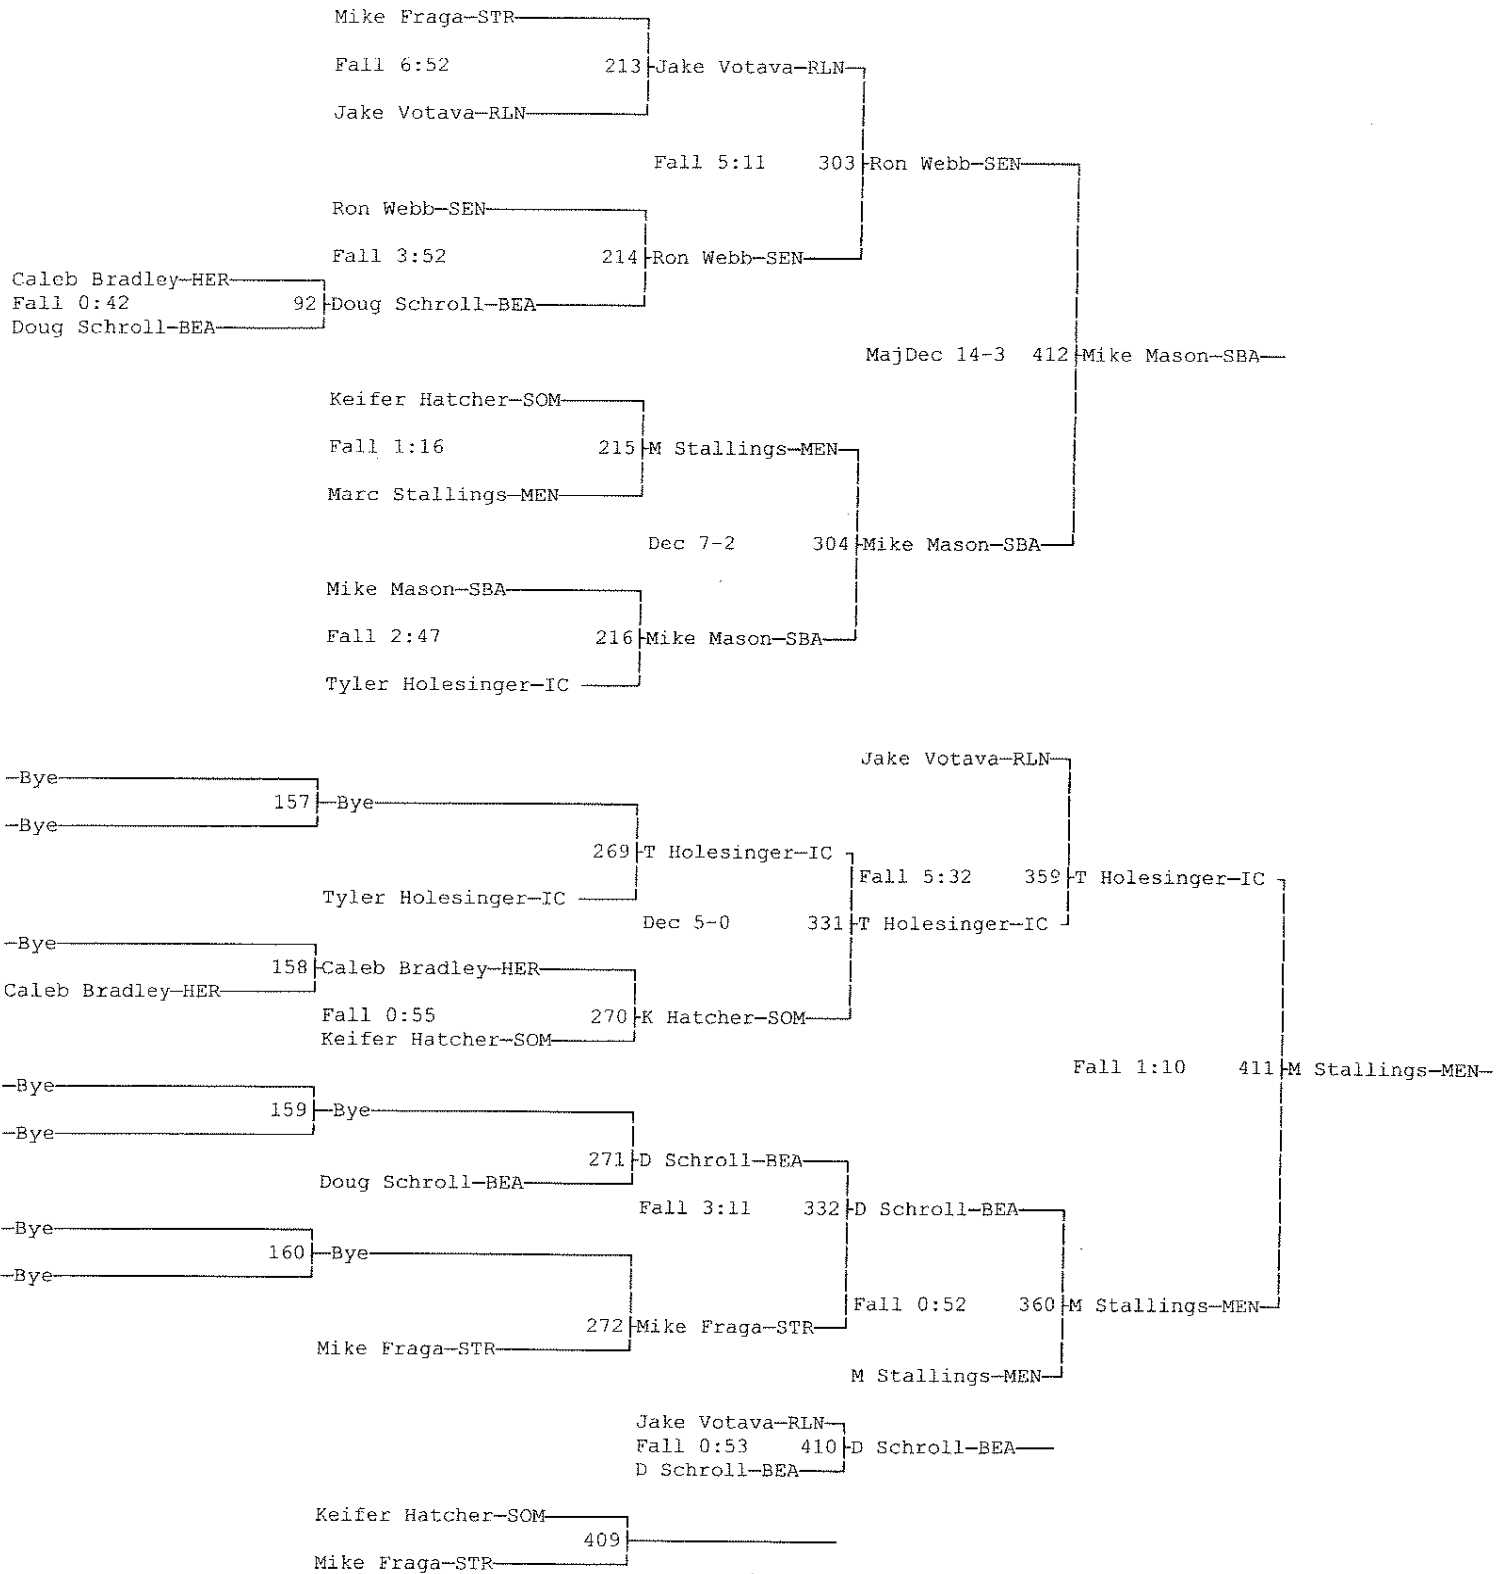 Mike Fraga-STR
Fall 6:52 213 Jake Votava-RLN
Jake Votava-RLN
Fall 5:11 303 Ron Webb-SEN
Ron Webb-SEN
Fall 3:52 214 Ron Webb-SEN
Caleb Bradley-HER
Fall 0:42 92 Doug Schroll-BEA
Doug Schroll-BEA
MajDec 14-3 412 Mike Mason-SBA
Keifer Hatcher-SOM
Fall 1:16 215 M Stallings-MEN
Marc Stallings-MEN
Dec 7-2 304 Mike Mason-SBA
Mike Mason-SBA
Fall 2:47 216 Mike Mason-SBA
Tyler Holesinger-IC
Jake Votava-RLN
-Bye
157 -Bye
-Bye
269 T Holesinger-IC
Fall 5:32 359 T Holesinger-IC
Tyler Holesinger-IC
Dec 5-0 331 T Holesinger-IC
-Bye
158 Caleb Bradley-HER
Caleb Bradley-HER
Fall 0:55 270 K Hatcher-SOM
Keifer Hatcher-SOM
Fall 1:10 411 M Stallings-MEN-
-Bye
159 -Bye
-Bye
271 D Schroll-BEA
Doug Schroll-BEA
Fall 3:11 332 D Schroll-BEA
-Bye
160 -Bye
-Bye
Fall 0:52 360 M Stallings-MEN
272 Mike Fraga-STR
Mike Fraga-STR
M Stallings-MEN
Jake Votava-RLN
Fall 0:53 410 D Schroll-BEA
D Schroll-BEA
Keifer Hatcher-SOM
409
Mike Fraga-STR